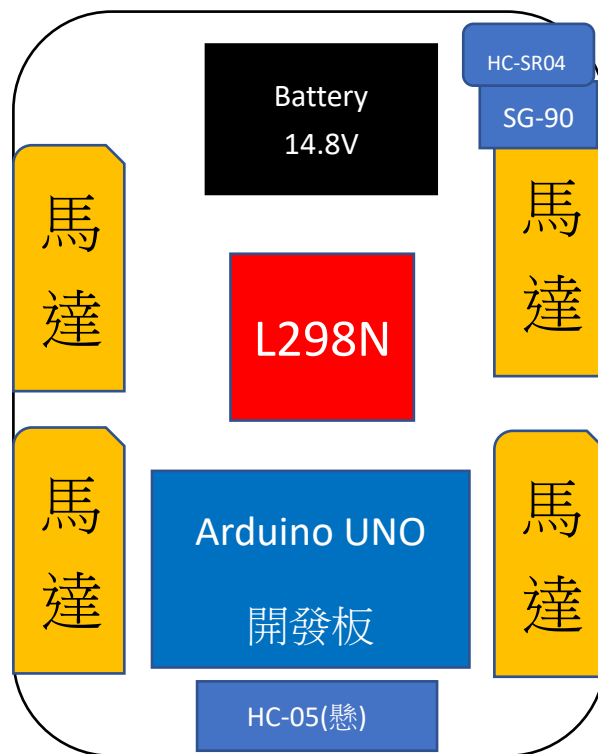 HC-SR04
Battery
14.8V
SG-90
馬
達
馬
達
L298N
馬
達
Arduino UNO
開發板
馬
達
HC-05(懸)